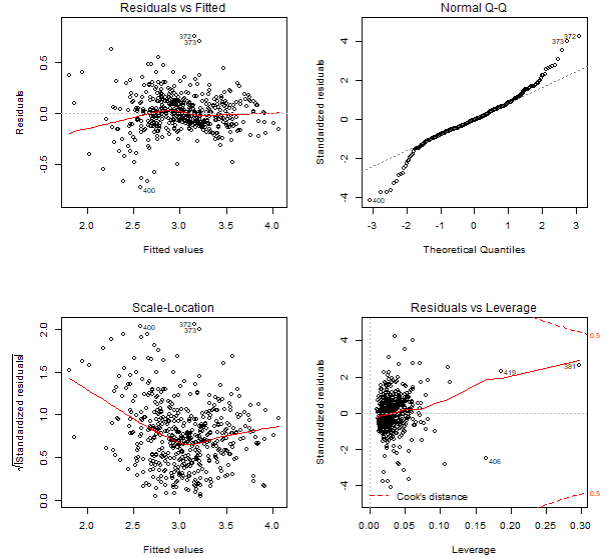 Residuals vs Fitted
Residuals
0.5
0.0
-0.5
372
373
400
2.0 2.5 3.0 3.5 4.0
Fitted values
Normal Q-Q
Standardized residuals
4
2
0
-2
-4
372
373
400
-3 -2 -1 0 1 2 3
Theoretical Quantiles
Scale-Location
√|Standardized residuals|
2.0
1.5
1.0
0.5
0.0
400
372
373
2.0 2.5 3.0 3.5 4.0
Fitted values
Residuals vs Leverage
Standardized residuals
4
2
0
-2
-4
0.5
419
381
406
0.5
Cook's distance
0.00 0.05 0.10 0.15 0.20 0.25 0.30
Leverage